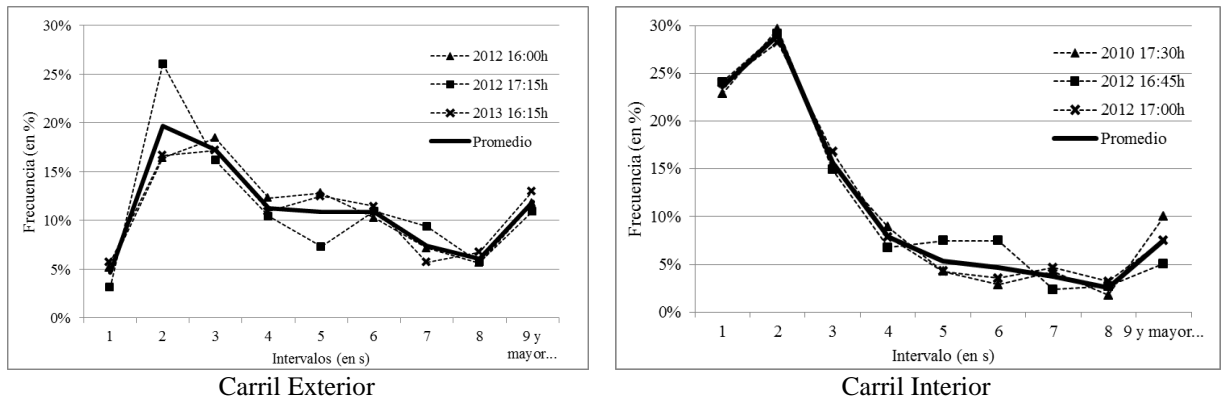 30%
25%
20%
15%
10%
5%
0%
Frecuencia (en %)
2012 16:00h
2012 17:15h
2013 16:15h
Promedio
1 2 3 4 5 6 7 8 9 y mayor...
Intervalos (en s)
Carril Exterior
30%
25%
20%
15%
10%
5%
0%
Frecuencia (en %)
2010 17:30h
2012 16:45h
2012 17:00h
Promedio
1 2 3 4 5 6 7 8 9 y mayor...
Intervalo (en s)
Carril Interior